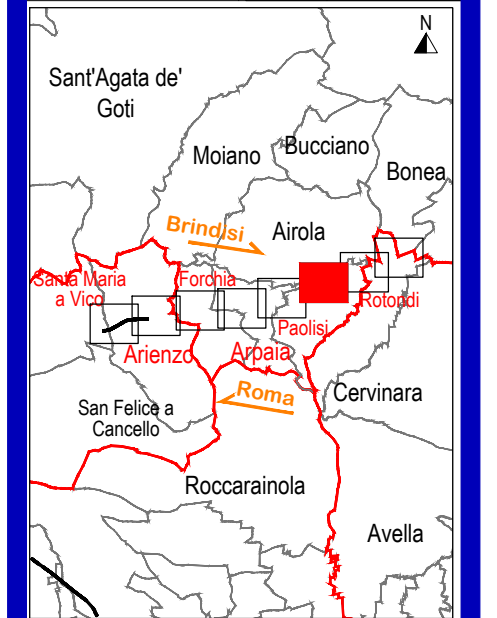 N
Sant'Agata de'
Goti
Bucciano
Moiano
Bonea
Brindisi
Airola
Santa Maria
a Vico
Forchia
Rotondi
Paolisi
Arienzo
Arpaia
Roma
Cervinara
San Felice a
Cancello
Roccarainola
Avella